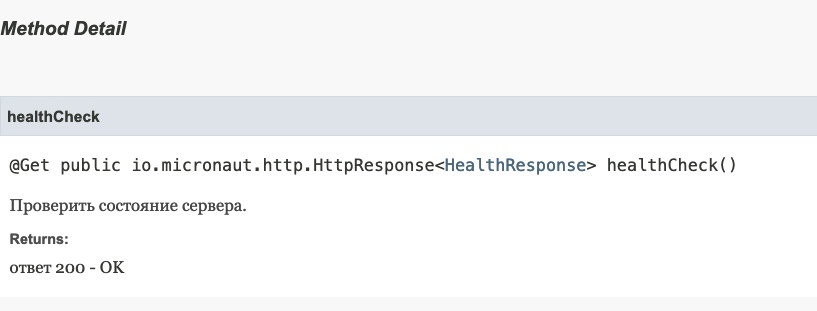 Method Detail
healthCheck
@Get public io.micronaut.http.HttpResponse<HealthResponse> healthCheck()
Проверить состояние сервера.
Returns:
ответ 200 - OK